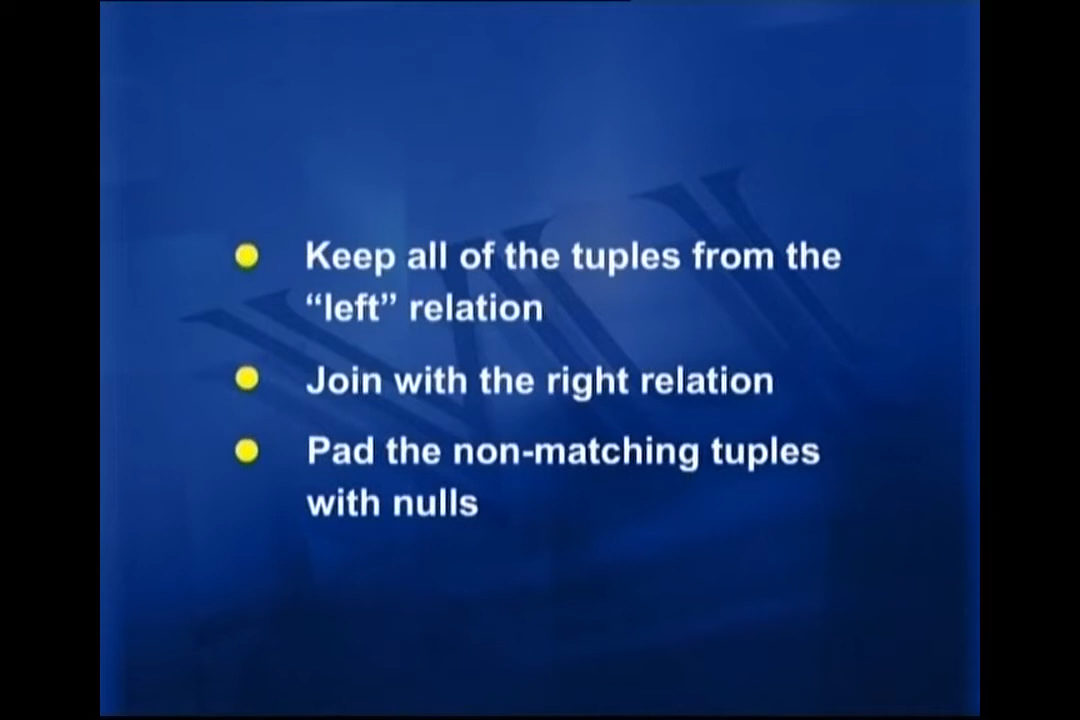 Keep all of the tuples from the
“left” relation
Join with the right relation
Pad the non-matching tuples
with nulls